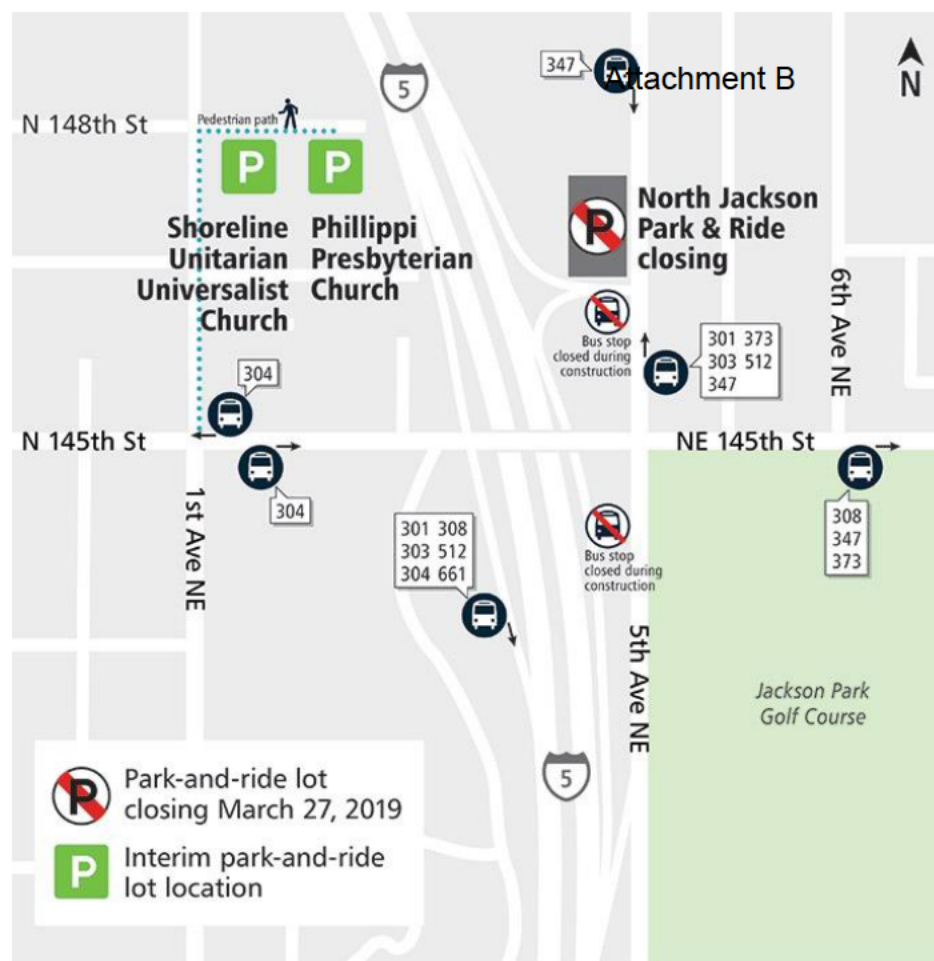 347
Attachment B
N
5
N 148th St
Pedestrian path
P
P
P
Shoreline
Unitarian
Universalist
Church
Phillippi
Presbyterian
Church
North Jackson
Park & Ride
closing
6th Ave NE
Bus stop
closed during
construction
301 373
303 512
347
304
N 145th St
NE 145th St
304
1st Ave NE
301 308
303 512
304 661
Bus stop
closed during
construction
308
347
373
5th Ave NE
Jackson Park
Golf Course
5
P
Park-and-ride lot
closing March 27, 2019
P
Interim park-and-ride
lot location